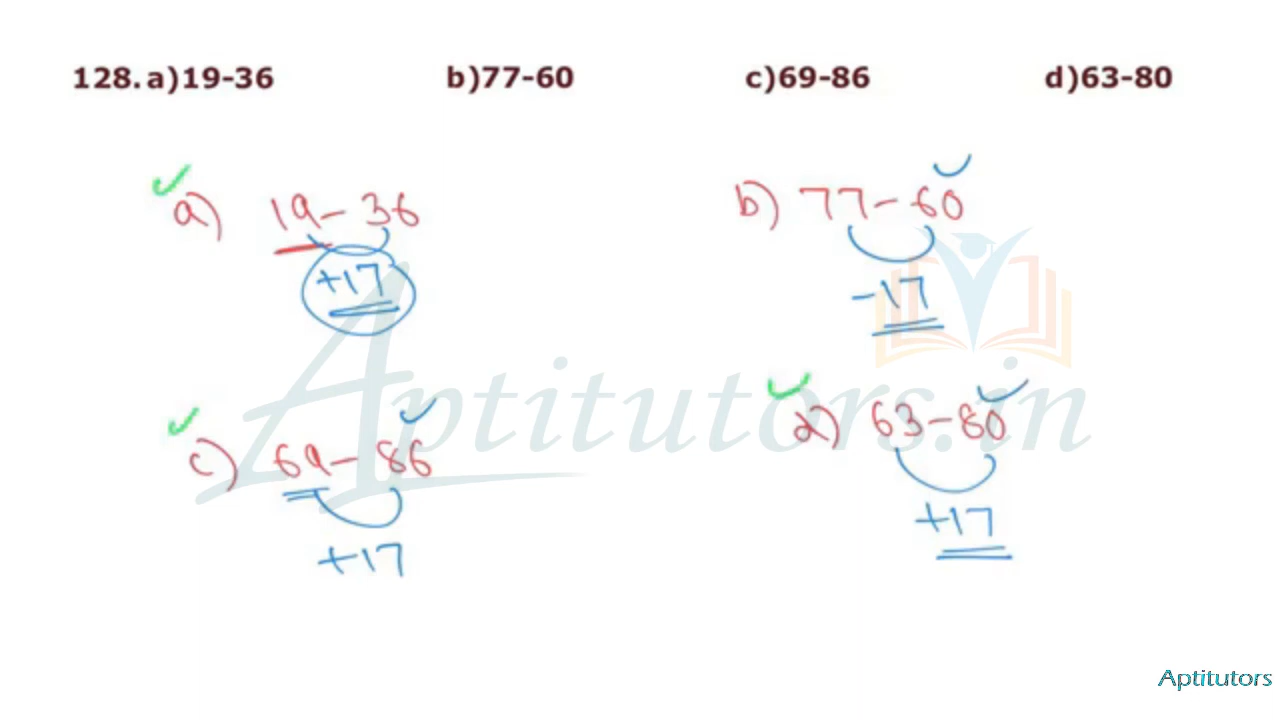 128. a)19-36 b)77-60 c)69-86 d)63-80
a) 19-36 b) 77-60
+17 -17
Aptitutors.in
c) 69-86 d) 63-80
+17 +17
Aptitutors